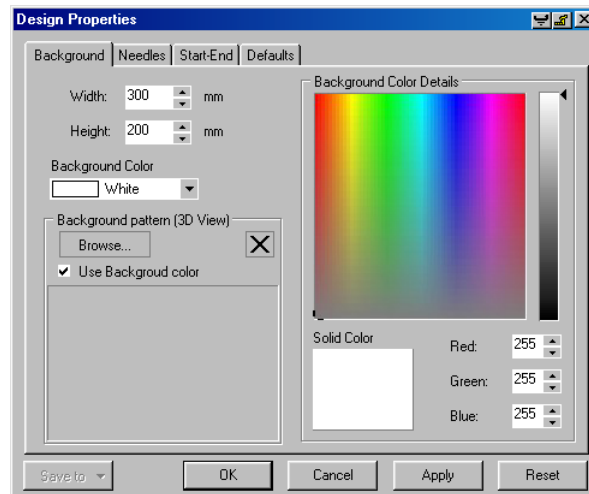 Design Properties
Background Needles Start-End Defaults
Width: 300 mm
Height: 200 mm
Background Color
White
Background pattern (3D View)
Browse...
Use Backgroud color
Background Color Details
Solid Color
Red: 255
Green: 255
Blue: 255
Save to OK Cancel Apply Reset